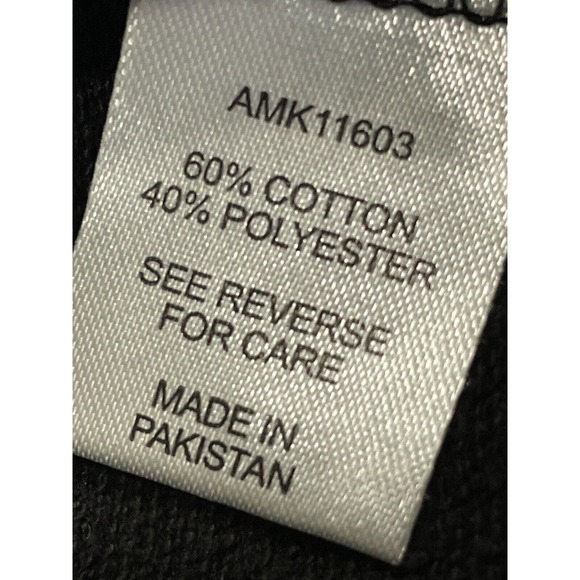 AMK11603
60% COTTON
40% POLYESTER
SEE REVERSE
FOR CARE
MADE IN
PAKISTAN